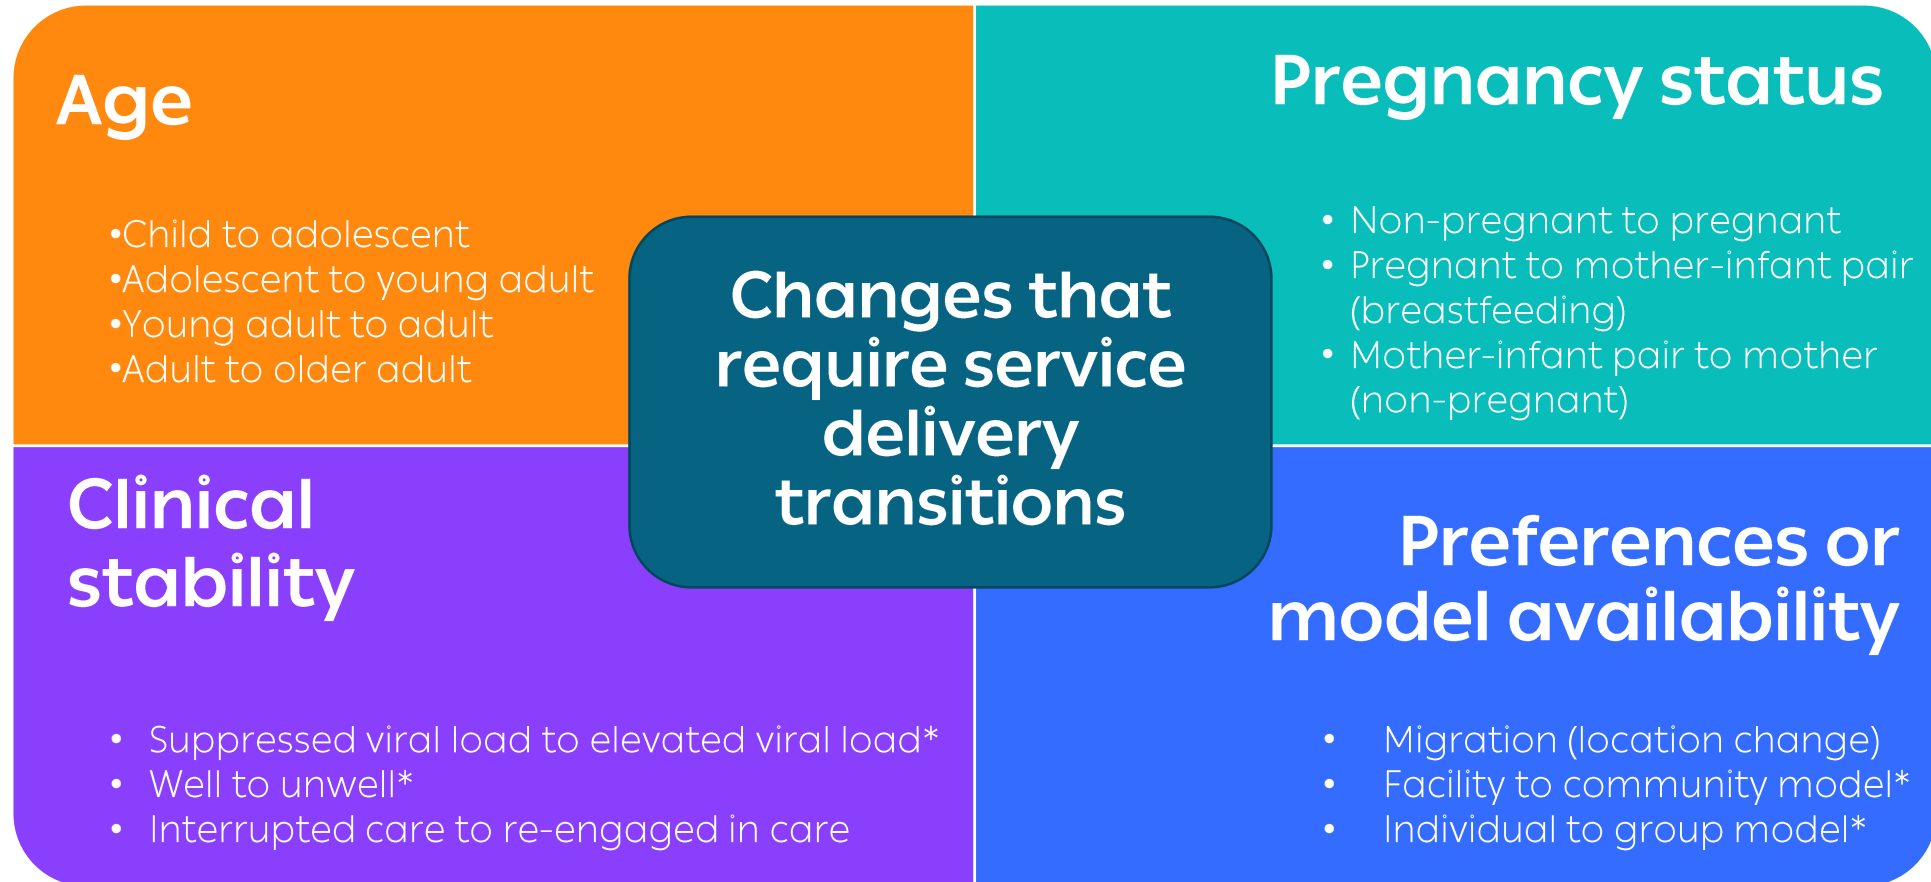 Age
•Child to adolescent
•Adolescent to young adult
•Young adult to adult
•Adult to older adult
Pregnancy status
• Non-pregnant to pregnant
• Pregnant to mother-infant pair
(breastfeeding)
• Mother-infant pair to mother
(non-pregnant)
Changes that
require service
delivery
transitions
Clinical
stability
• Suppressed viral load to elevated viral load*
• Well to unwell*
• Interrupted care to re-engaged in care
Preferences or
model availability
• Migration (location change)
• Facility to community model*
• Individual to group model*